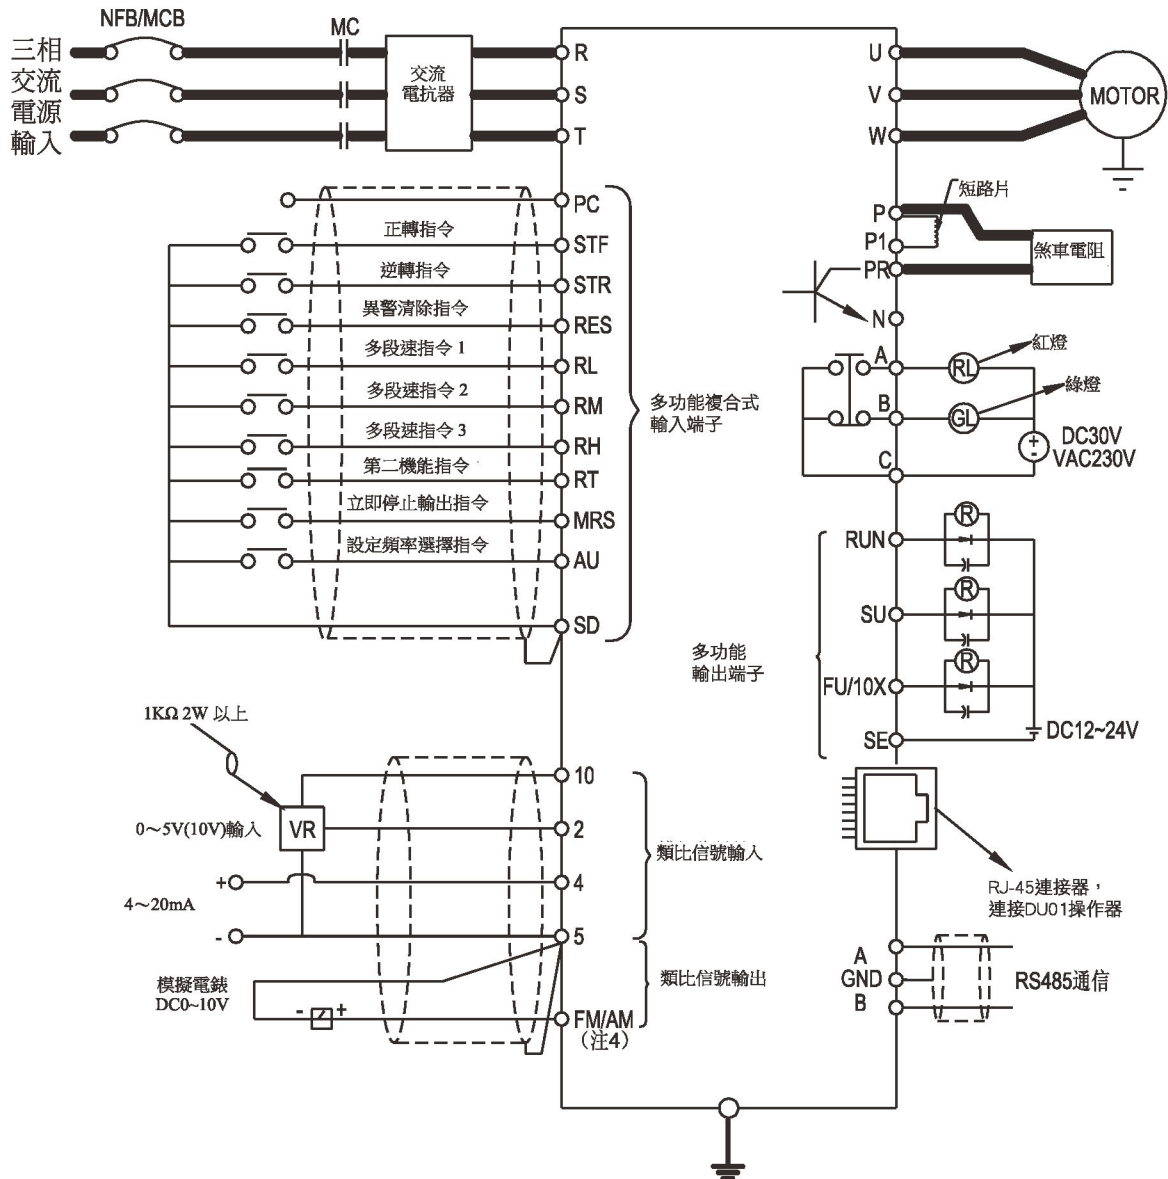 NFB/MCB
MC
三相
交流
電源
輸入
交流
電抗器
R
S
T
U
V
W
MOTOR
PC
正轉指令
STF
逆轉指令
STR
異警清除指令
RES
多段速指令 1
RL
多段速指令 2
RM
多段速指令 3
RH
第二機能指令
RT
立即停止輸出指令
MRS
設定頻率選擇指令
AU
SD
多功能複合式
輸入端子
短路片
P
P1
PR
N
煞車電阻
A
RL
紅燈
B
GL
綠燈
C
+
-
DC30V
VAC230V
RUN
R
SU
R
FU/10X
R
SE
DC12~24V
多功能
輸出端子
1KΩ 2W 以上
VR
0～5V(10V)輸入
10
2
+
4
4～20mA
-
5
類比信號輸入
模擬電錶
DC0~10V
-
+
FM/AM
（注4）
類比信號輸出
RJ-45連接器，
連接DU01操作器
A
GND
B
RS485通信